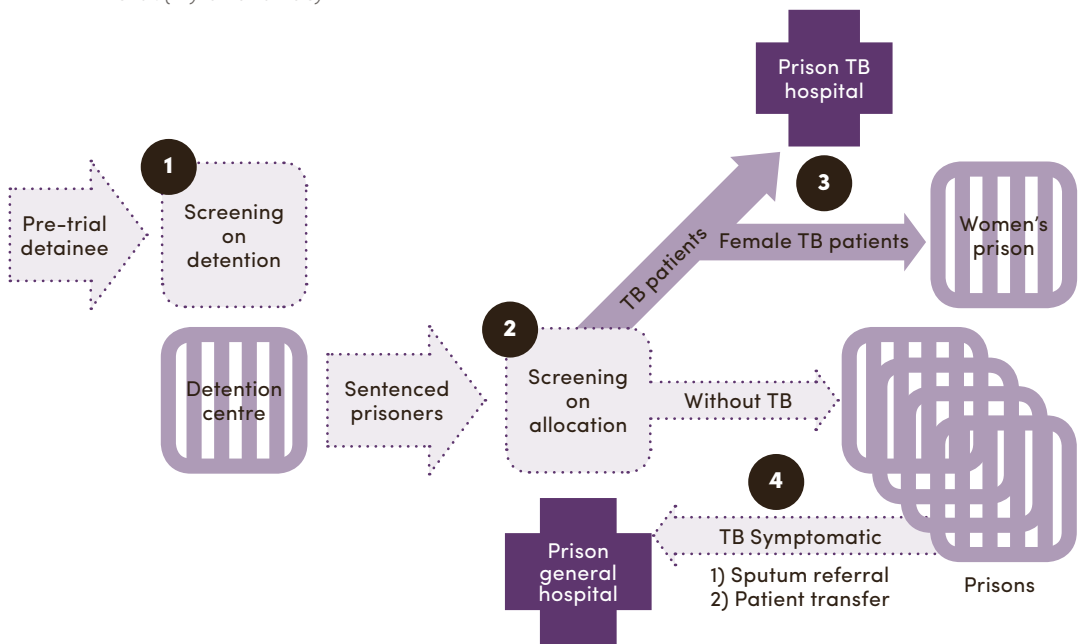 Prison TB
hospital
1
Pre-trial
detainee
Screening
on
detention
3
TB patients
Female TB patients
Women's
prison
Detention
centre
Sentenced
prisoners
2
Screening
on
allocation
Without TB
4
TB Symptomatic
1) Sputum referral
2) Patient transfer
Prison
general
hospital
Prisons